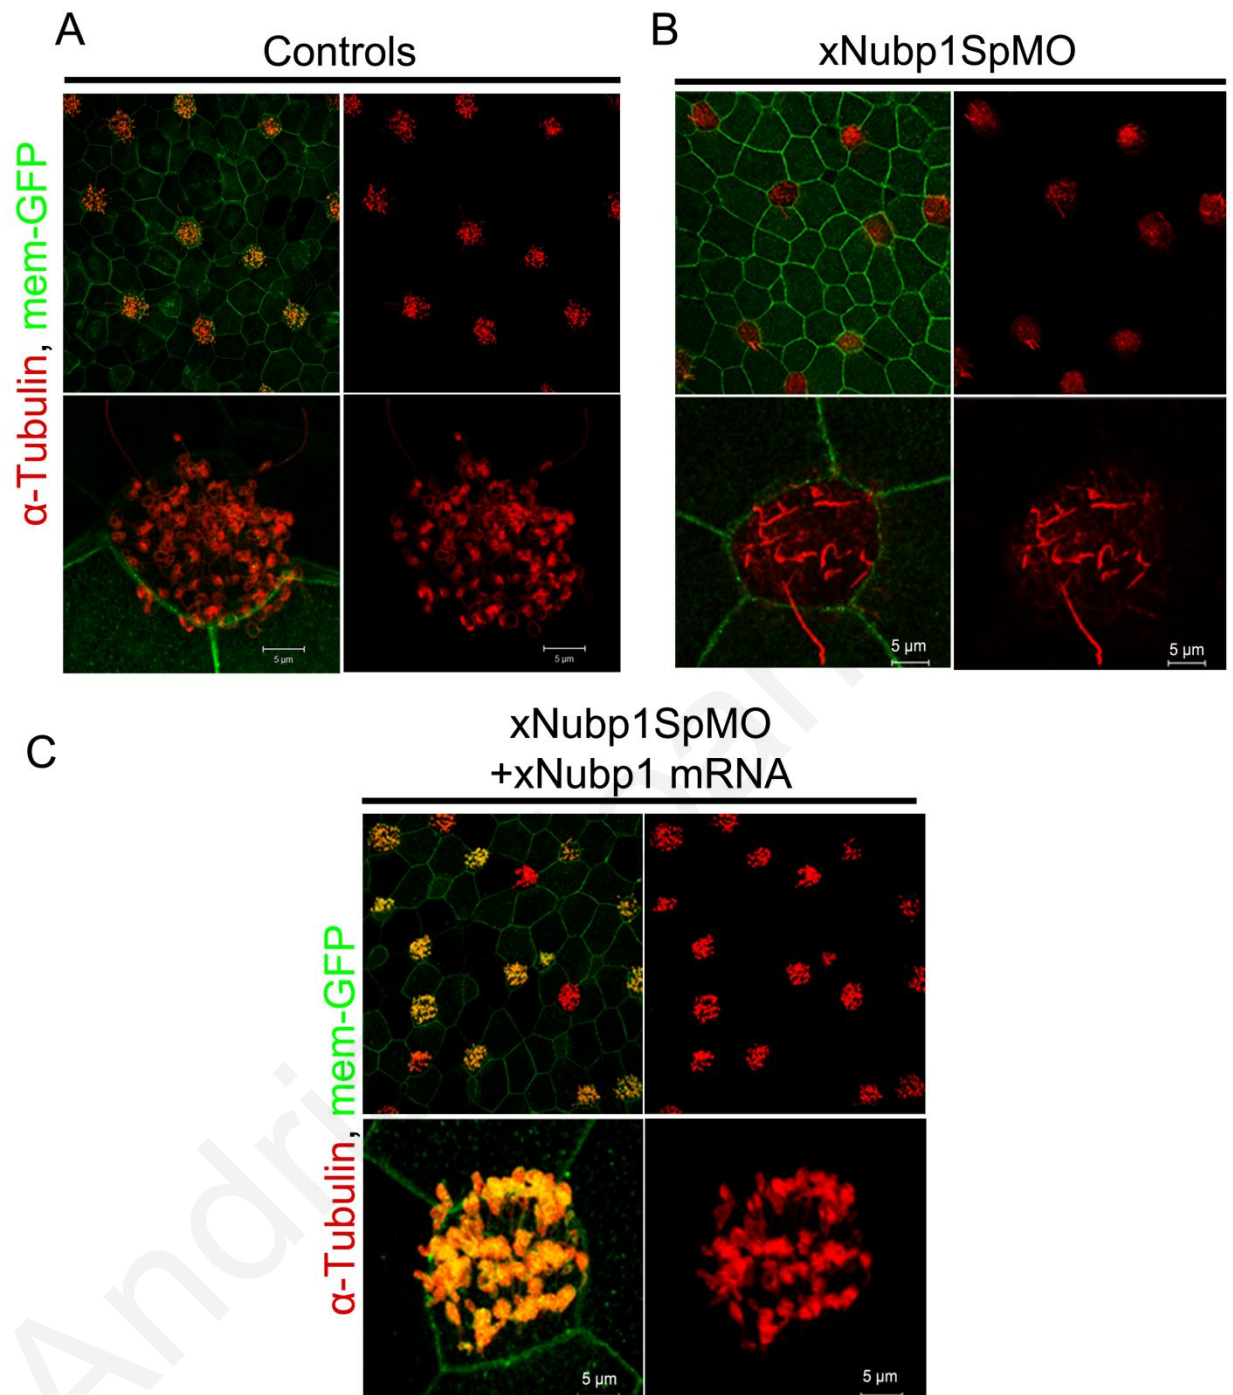 A
Controls
α-Tubulin, mem-GFP
5 µm
5 µm
B
xNubp1SpMO
5 µm
5 µm
C
xNubp1SpMO
+xNubp1 mRNA
α-Tubulin, mem-GFP
5 µm
5 µm
Andri